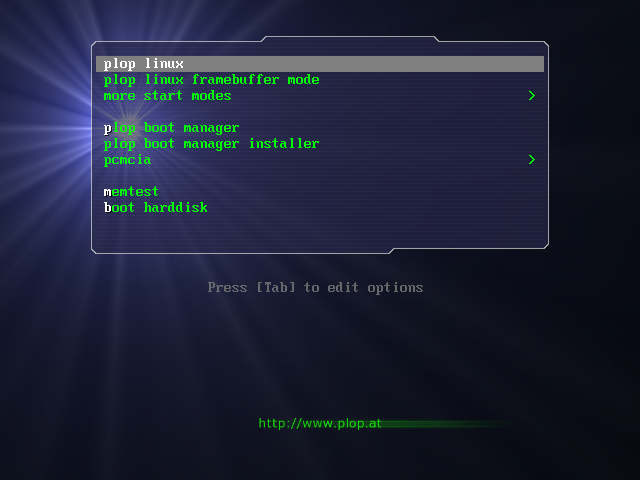 plop linux
plop linux framebuffer mode
more start modes >
plop boot manager
plop boot manager installer
pcmcia >
memtest
boot harddisk
Press [Tab] to edit options
http://www.plop.at